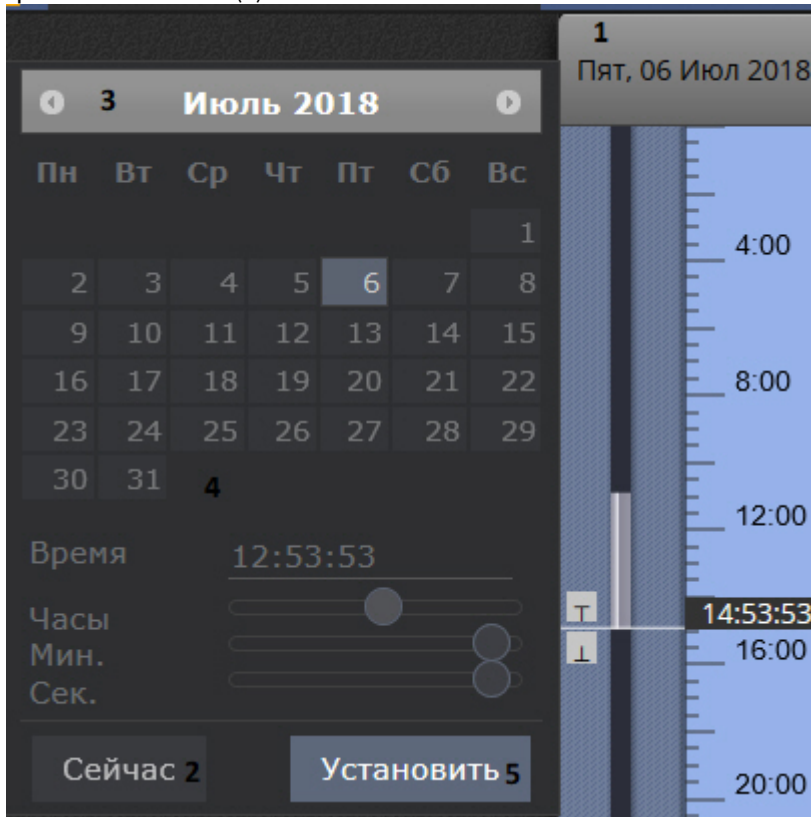 1
Пят, 06 Июл 2018
3 Июль 2018
Пн Вт Ср Чт Пт Сб Вс
1
2 3 4 5 6 7 8
9 10 11 12 13 14 15
16 17 18 19 20 21 22
23 24 25 26 27 28 29
30 31 4
Время 12:53:53
Часы
Мин.
Сек.
Сейчас 2 Установить 5
4:00
8:00
12:00
14:53:53
16:00
20:00